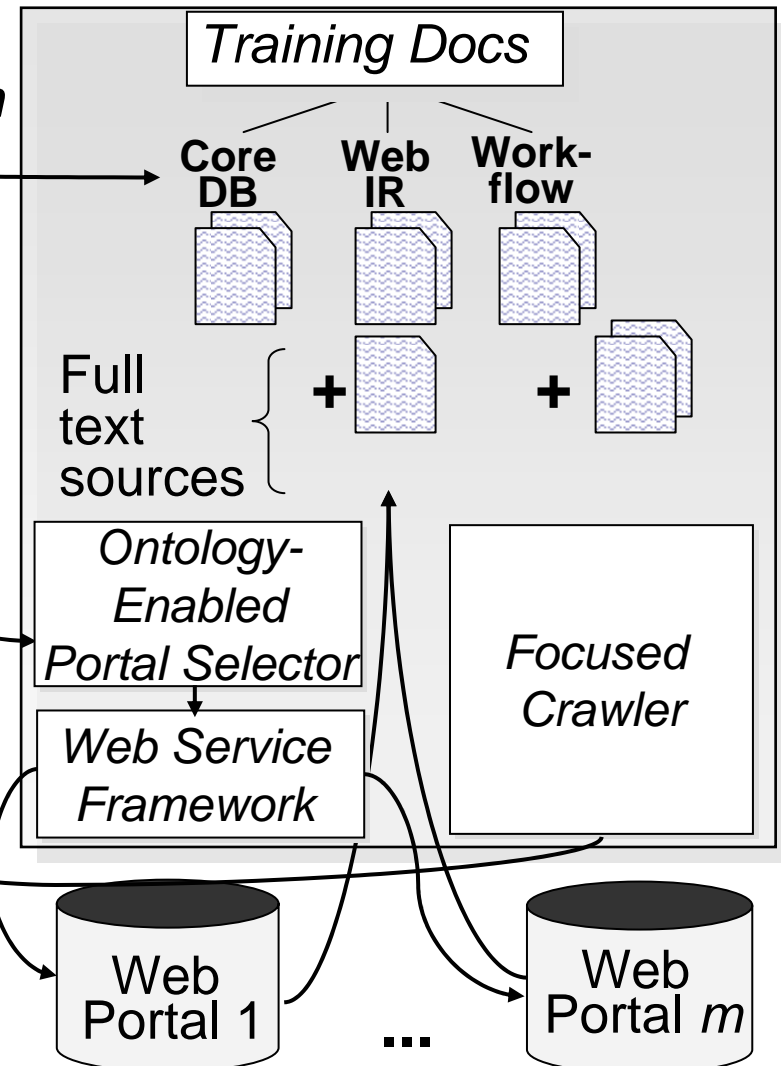 Training Docs
Core Web Work-
DB IR flow
Full + +
text
sources
Ontology-
Enabled
Portal Selector
Focused
Crawler
Web Service
Framework
Web
Portal 1
...
Web
Portal m